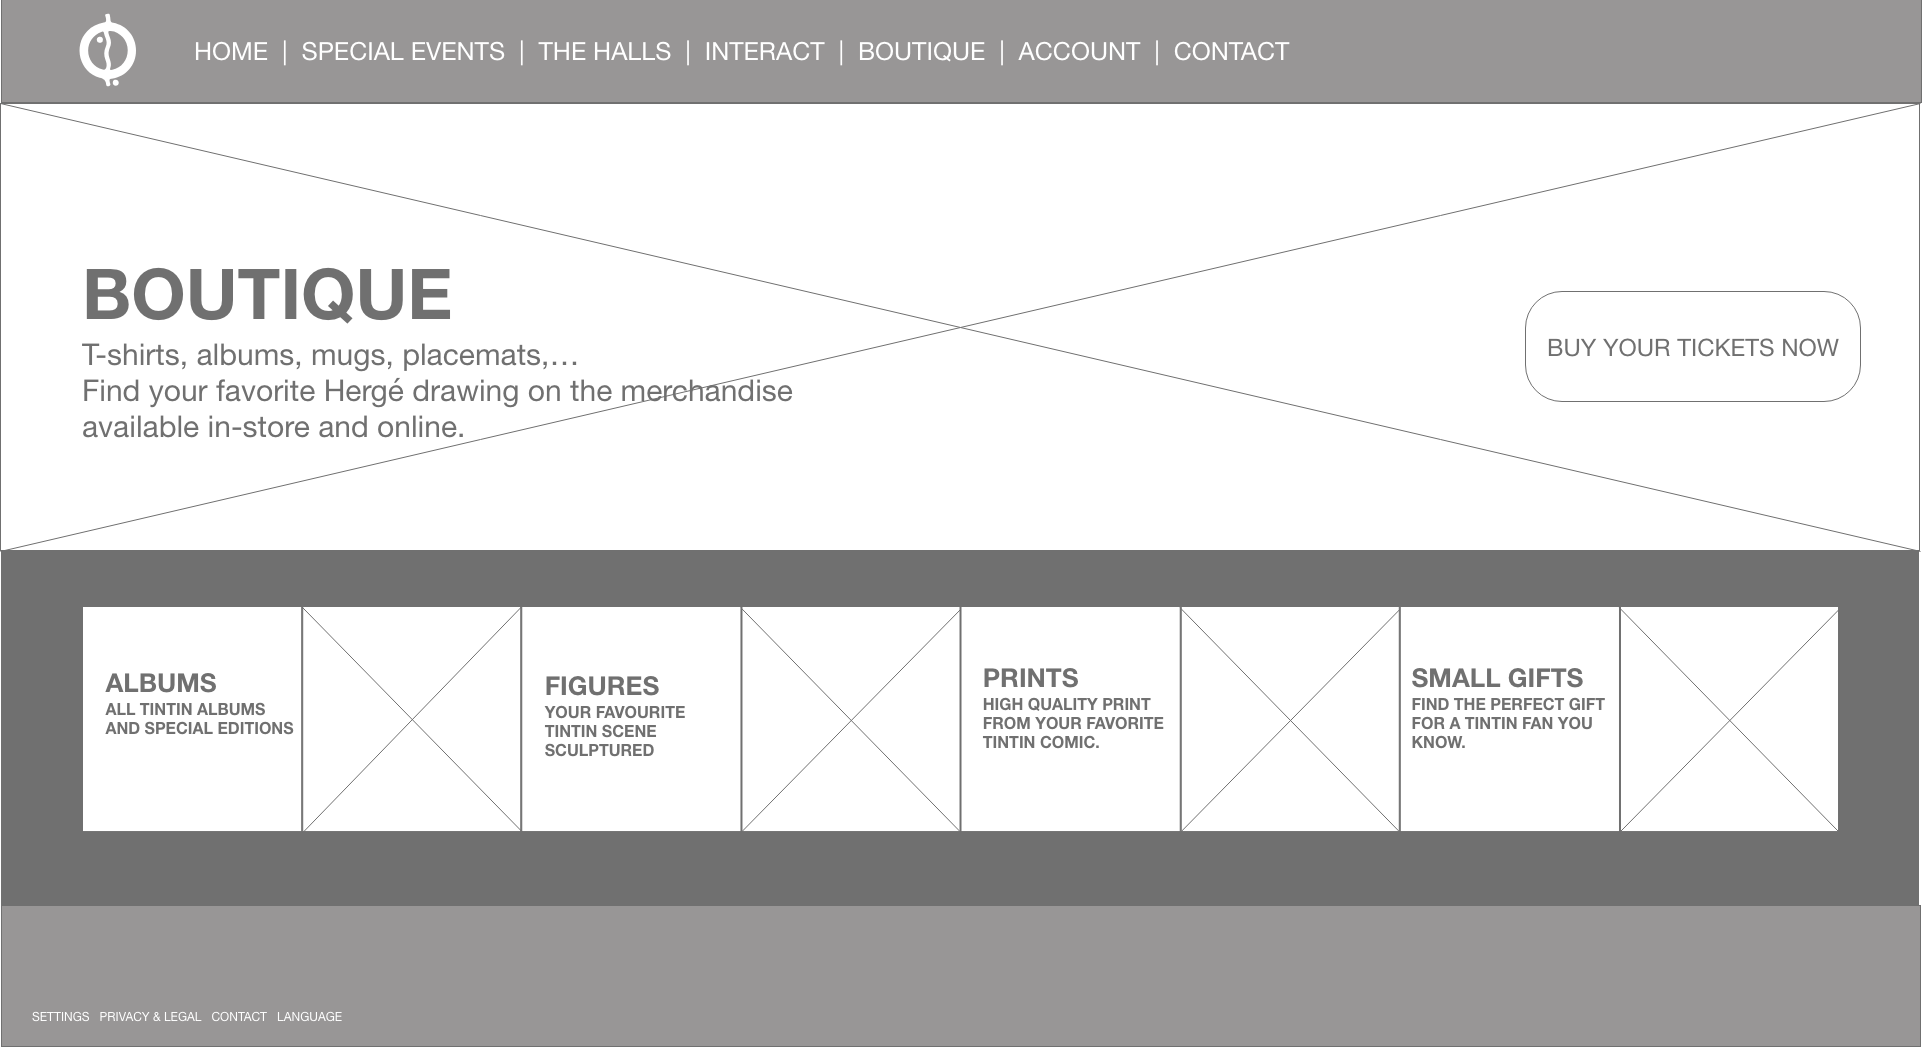 HOME | SPECIAL EVENTS | THE HALLS | INTERACT | BOUTIQUE | ACCOUNT | CONTACT
BOUTIQUE
T-shirts, albums, mugs, placemats,…
Find your favorite Hergé drawing on the merchandise
available in-store and online.
BUY YOUR TICKETS NOW
ALBUMS
ALL TINTIN ALBUMS
AND SPECIAL EDITIONS
FIGURES
YOUR FAVOURITE
TINTIN SCENE
SCULPTURED
PRINTS
HIGH QUALITY PRINT
FROM YOUR FAVORITE
TINTIN COMIC.
SMALL GIFTS
FIND THE PERFECT GIFT
FOR A TINTIN FAN YOU
KNOW.
SETTINGS PRIVACY & LEGAL CONTACT LANGUAGE